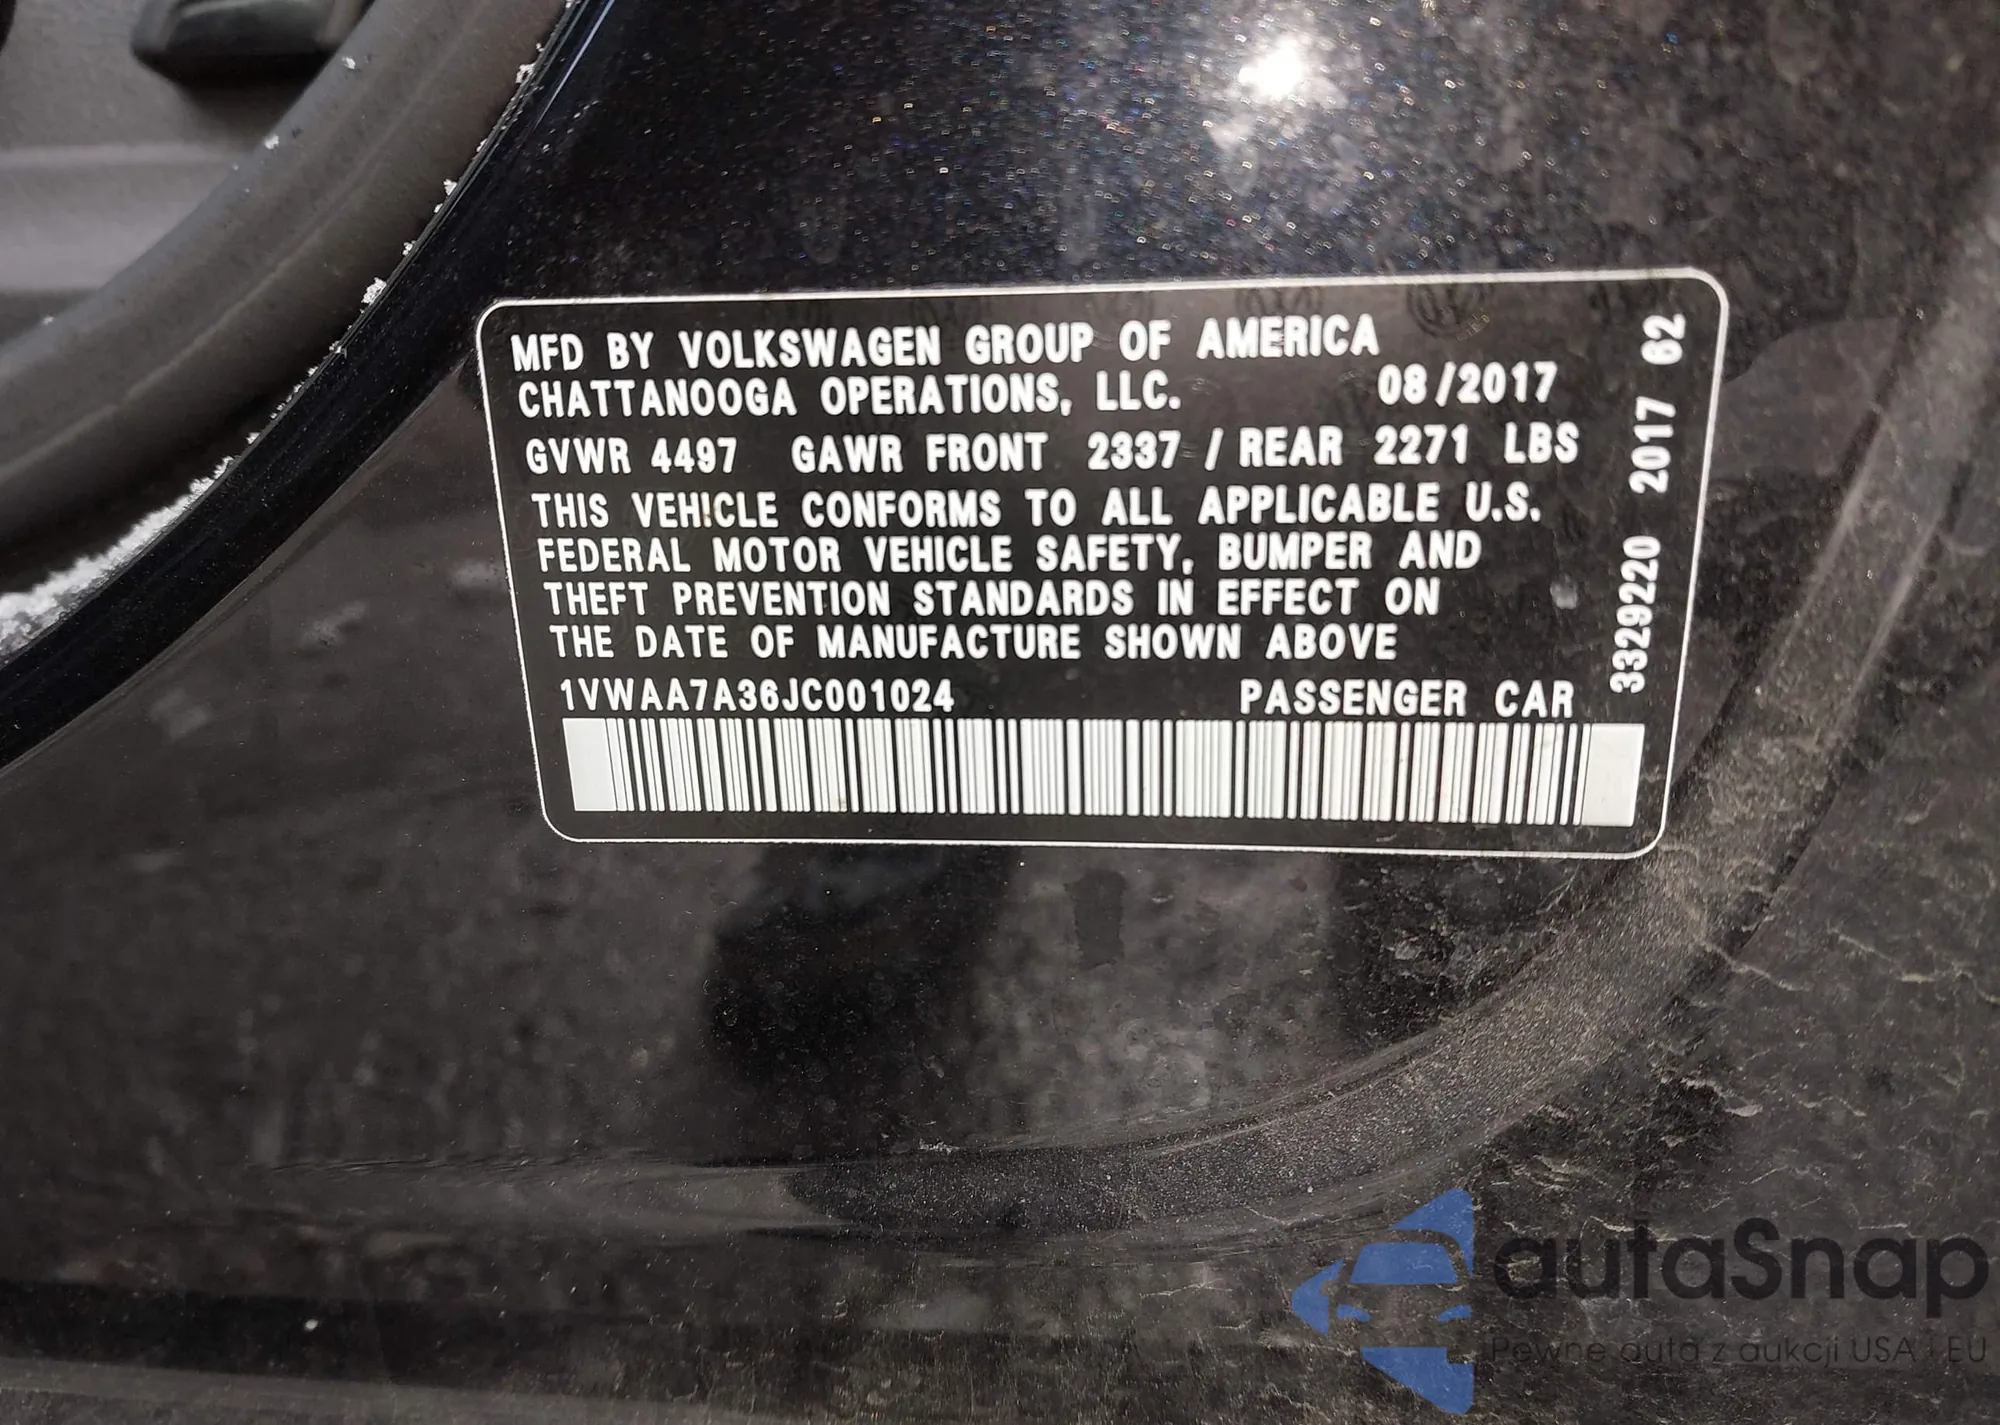 MFD BY VOLKSWAGEN GROUP OF AMERICA
CHATTANOOGA OPERATIONS, LLC. 08/2017
GVWR 4497 GAWR FRONT 2337 / REAR 2271 LBS
THIS VEHICLE CONFORMS TO ALL APPLICABLE U.S.
FEDERAL MOTOR VEHICLE SAFETY, BUMPER AND
THEFT PREVENTION STANDARDS IN EFFECT ON
THE DATE OF MANUFACTURE SHOWN ABOVE
1VWAA7A36JC001024 PASSENGER CAR
3329220 2017 62
autaSnap
Pewne auta z aukcji USA i EU